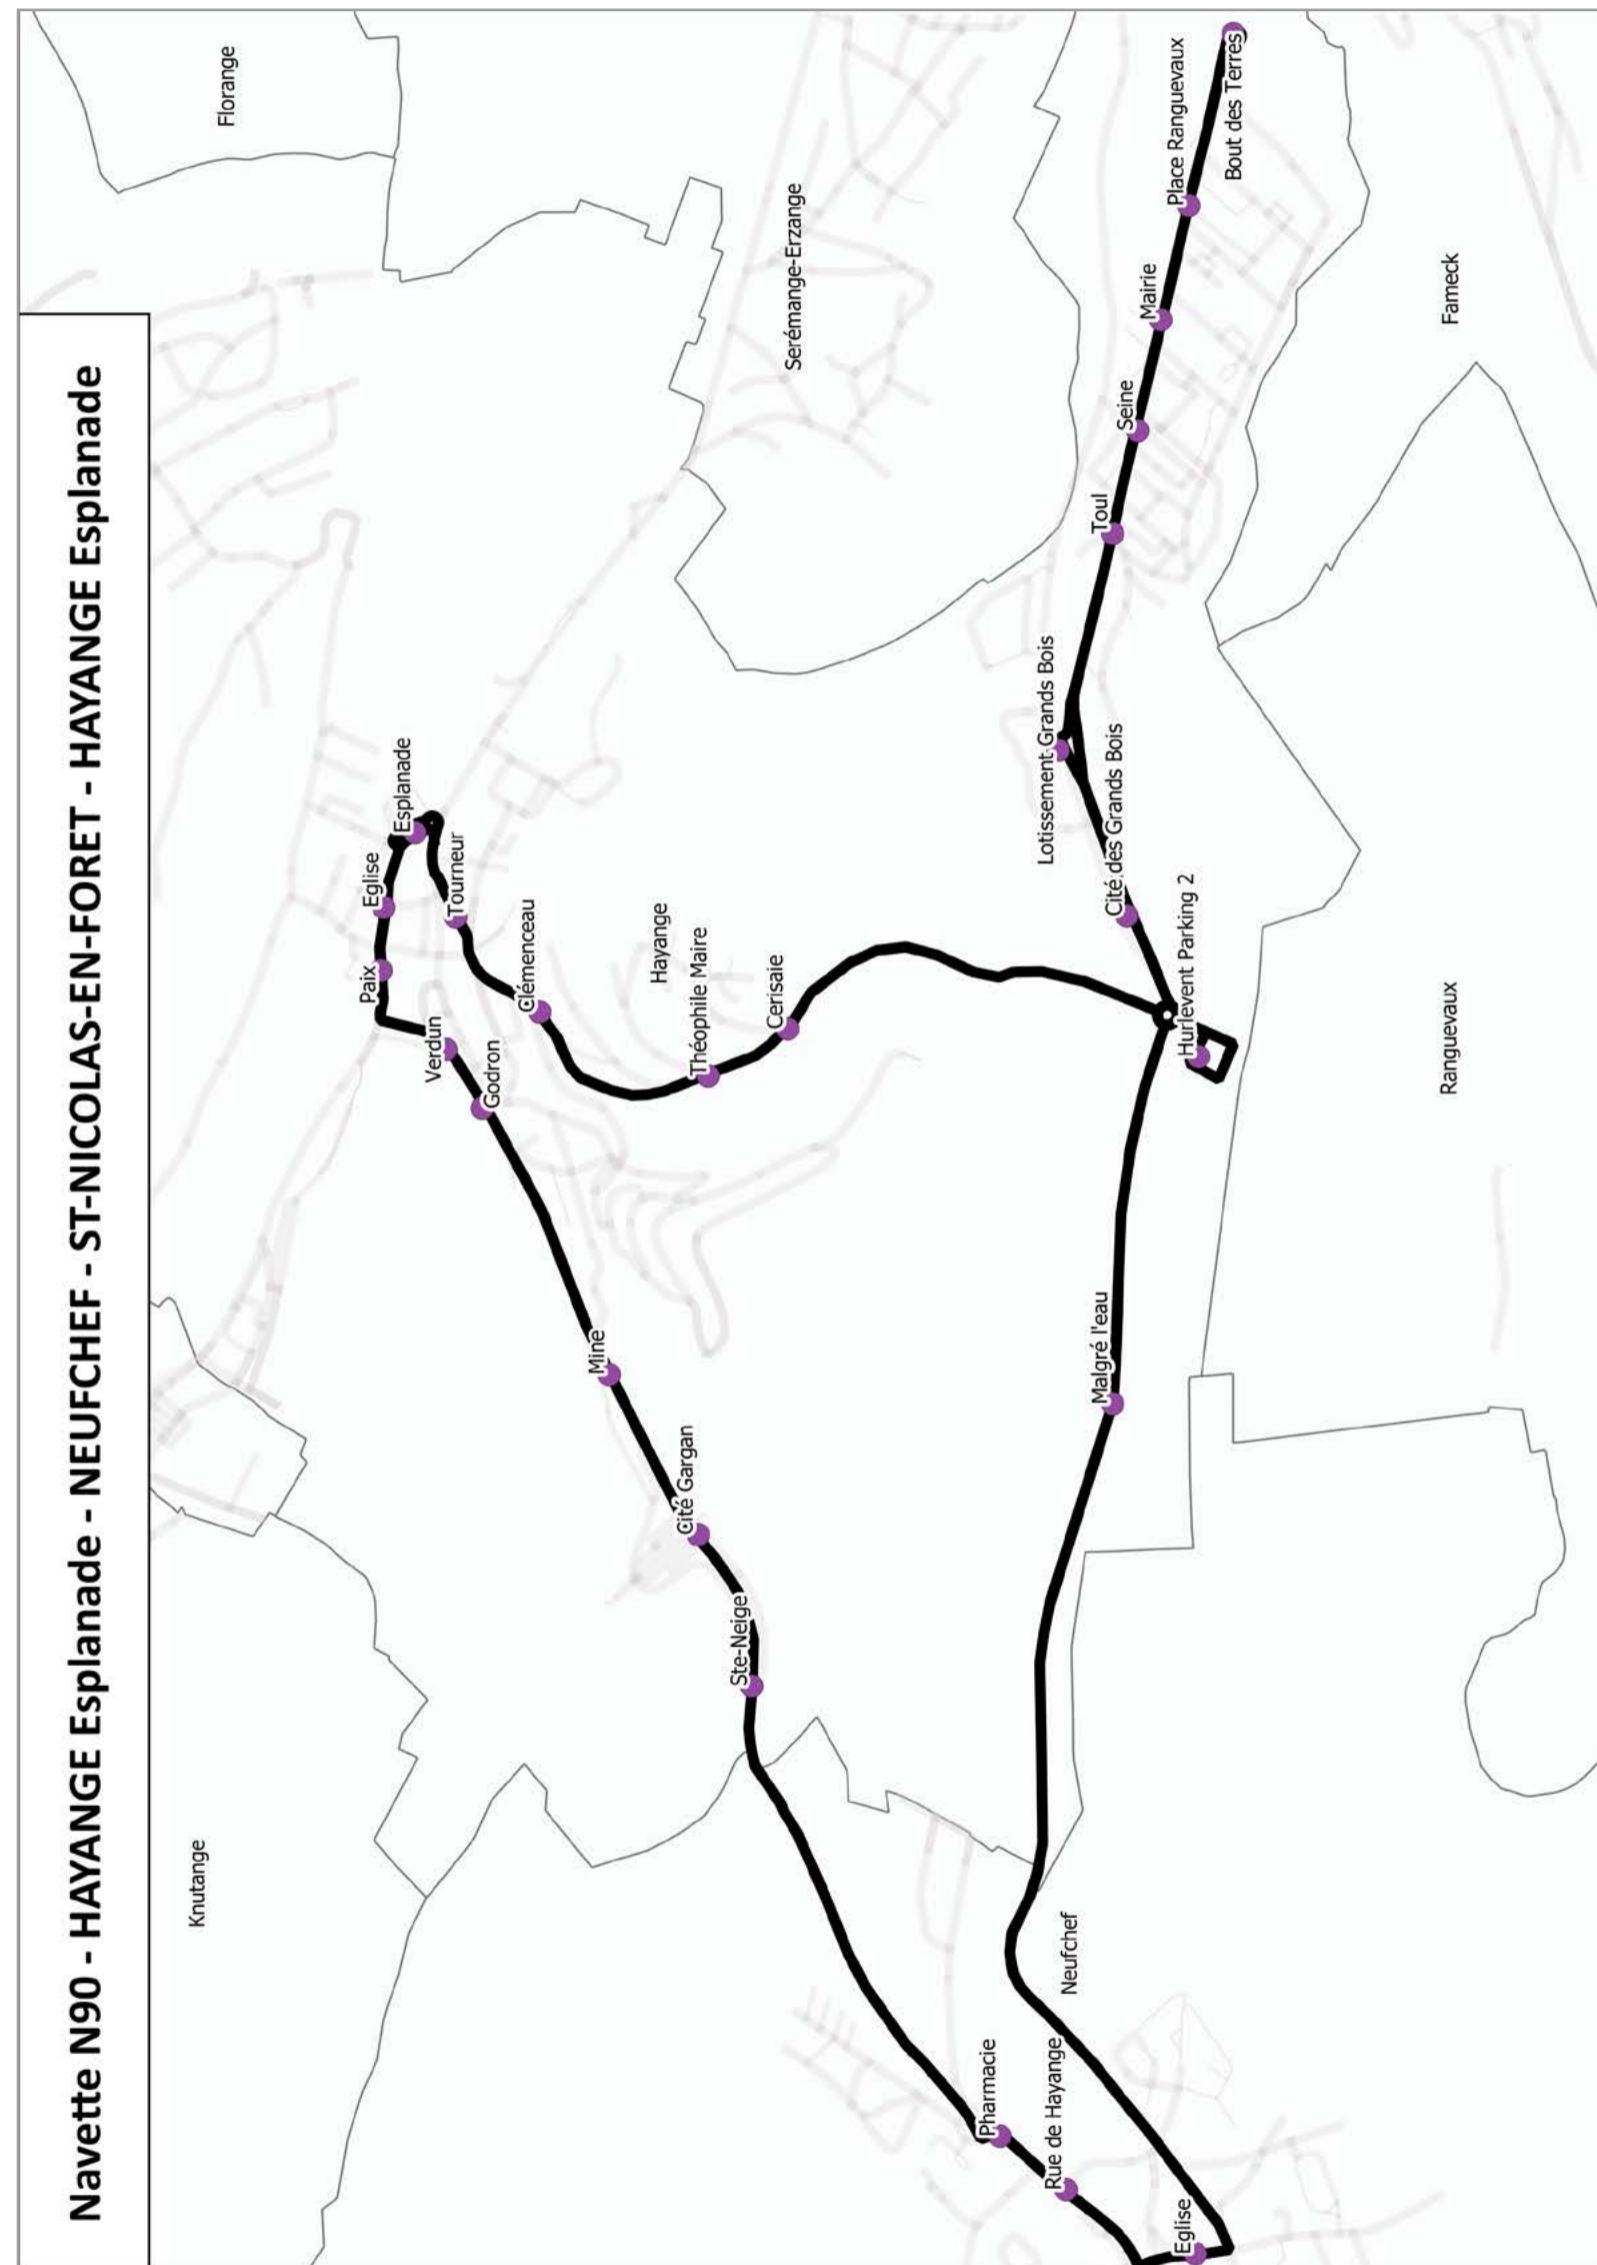 Navette N90 - HAYANGE Esplanade - NEUFCHEF - ST-NICOLAS-EN-FORET - HAYANGE Esplanade
Knutange
Florange
Paix
Eglise
Esplanade
Verdun
Tourneur
Godron
Clémenceau
Mine
Hayange
Cité Gargan
Théophile Maire
Ste-Neige
Cerisaie
Serémange-Erzange
Pharmacie
Rue de Hayange
Neufchef
Lotissement Grands Bois
Malgré l'eau
Cité des Grands Bois
Toul
Seine
Mairie
Place Ranguevaux
Eglise
Hurlevent Parking 2
Bout des Terres
Ranguevaux
Fameck